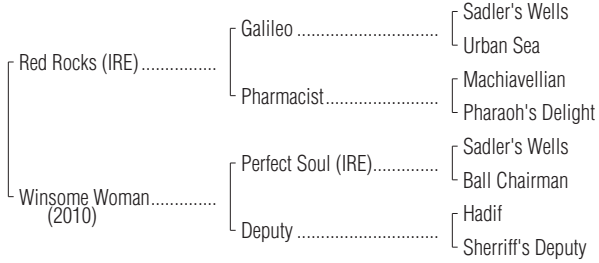 Sadler's Wells
Galileo ................................
Urban Sea
Red Rocks (IRE) ................
Machiavellian
Pharmacist..........................
Pharaoh's Delight
Sadler's Wells
Perfect Soul (IRE)...............
Ball Chairman
Winsome Woman..............
(2010)
Hadif
Deputy ................................
Sherriff's Deputy